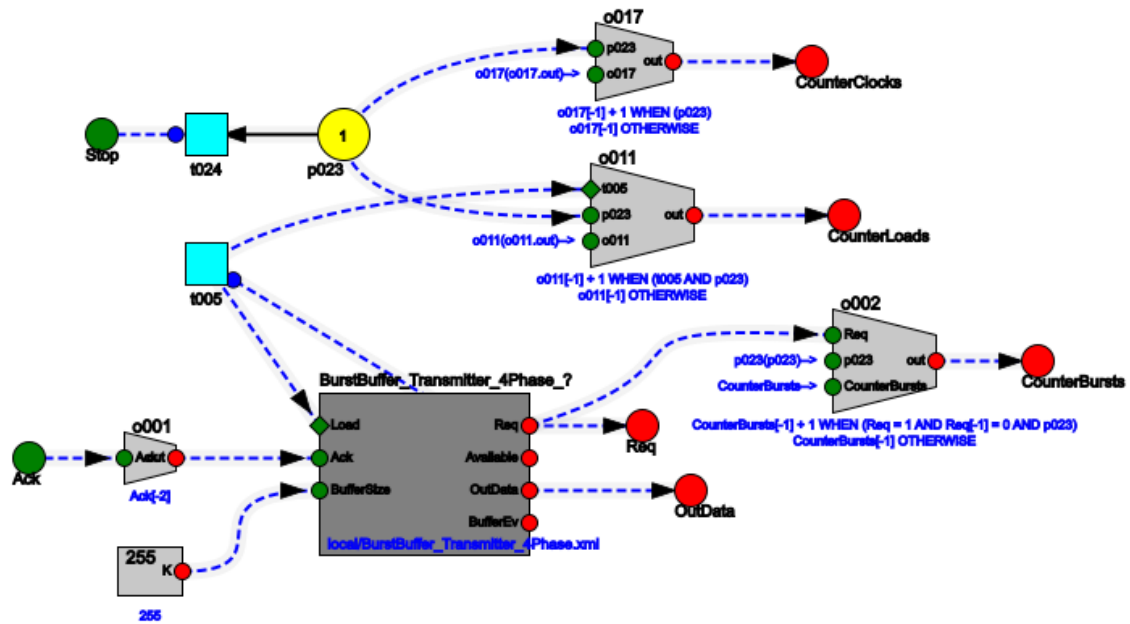 o017
p023
out
o017(o017.out)->
o017
CounterClocks
o017[-1] + 1 WHEN (p023)
o017[-1] OTHERWISE
1
Stop
t024
p023
o011
t005
p023
out
o011(o011.out)->
o011
CounterLoads
t005
o011[-1] + 1 WHEN (t005 AND p023)
o011[-1] OTHERWISE
o002
Req
p023(p023)->
p023
out
CounterBursts->
CounterBursts
CounterBursts
BurstBuffer_Transmitter_4Phase_?
CounterBursts[-1] + 1 WHEN (Req = 1 AND Req[-1] = 0 AND p023)
CounterBursts[-1] OTHERWISE
o001
Load
Req
Req
Ack
Ack
Available
Ack[-2]
BufferSize
OutData
OutData
BufferEv
local/BurstBuffer_Transmitter_4Phase.xml
255
K
255